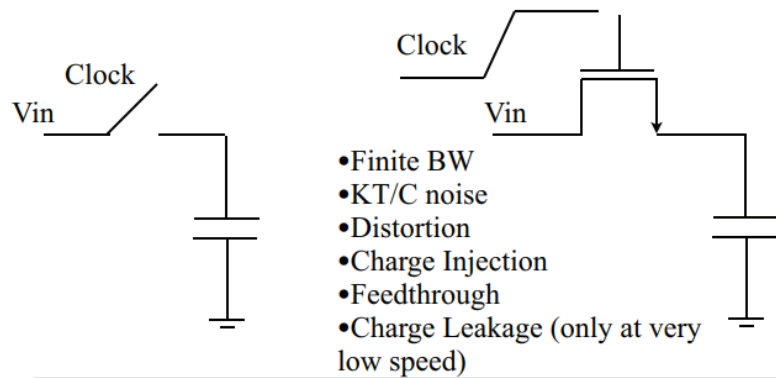 Clock
Vin
Clock
Vin
•Finite BW
•KT/C noise
•Distortion
•Charge Injection
•Feedthrough
•Charge Leakage (only at very
low speed)